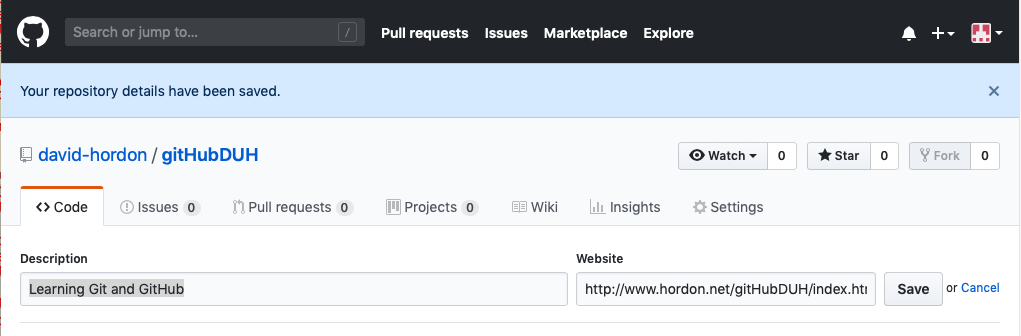 Search or jump to... / Pull requests Issues Marketplace Explore
Your repository details have been saved.
david-hordon / gitHubDUH Watch 0 Star 0 Fork 0
Code Issues 0 Pull requests 0 Projects 0 Wiki Insights Settings
Description Website
Learning Git and GitHub http://www.hordon.net/gitHubDUH/index.htm Save or Cancel